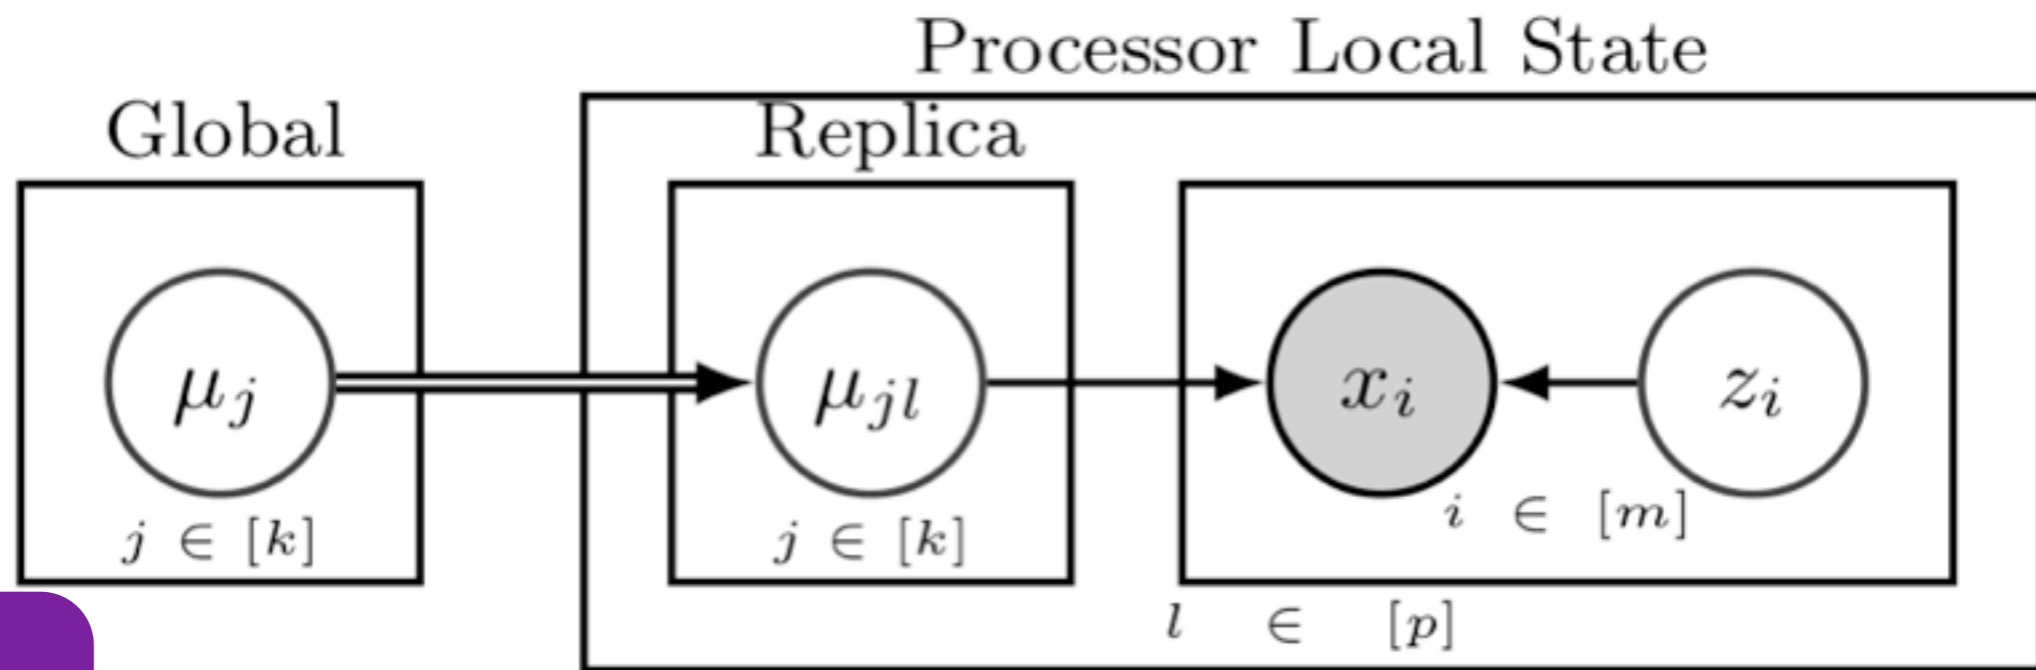 Processor Local State
Global
Replica
μⱼ
μⱼₗ
xᵢ
zᵢ
j ∈ [k]
j ∈ [k]
i ∈ [m]
l ∈ [p]